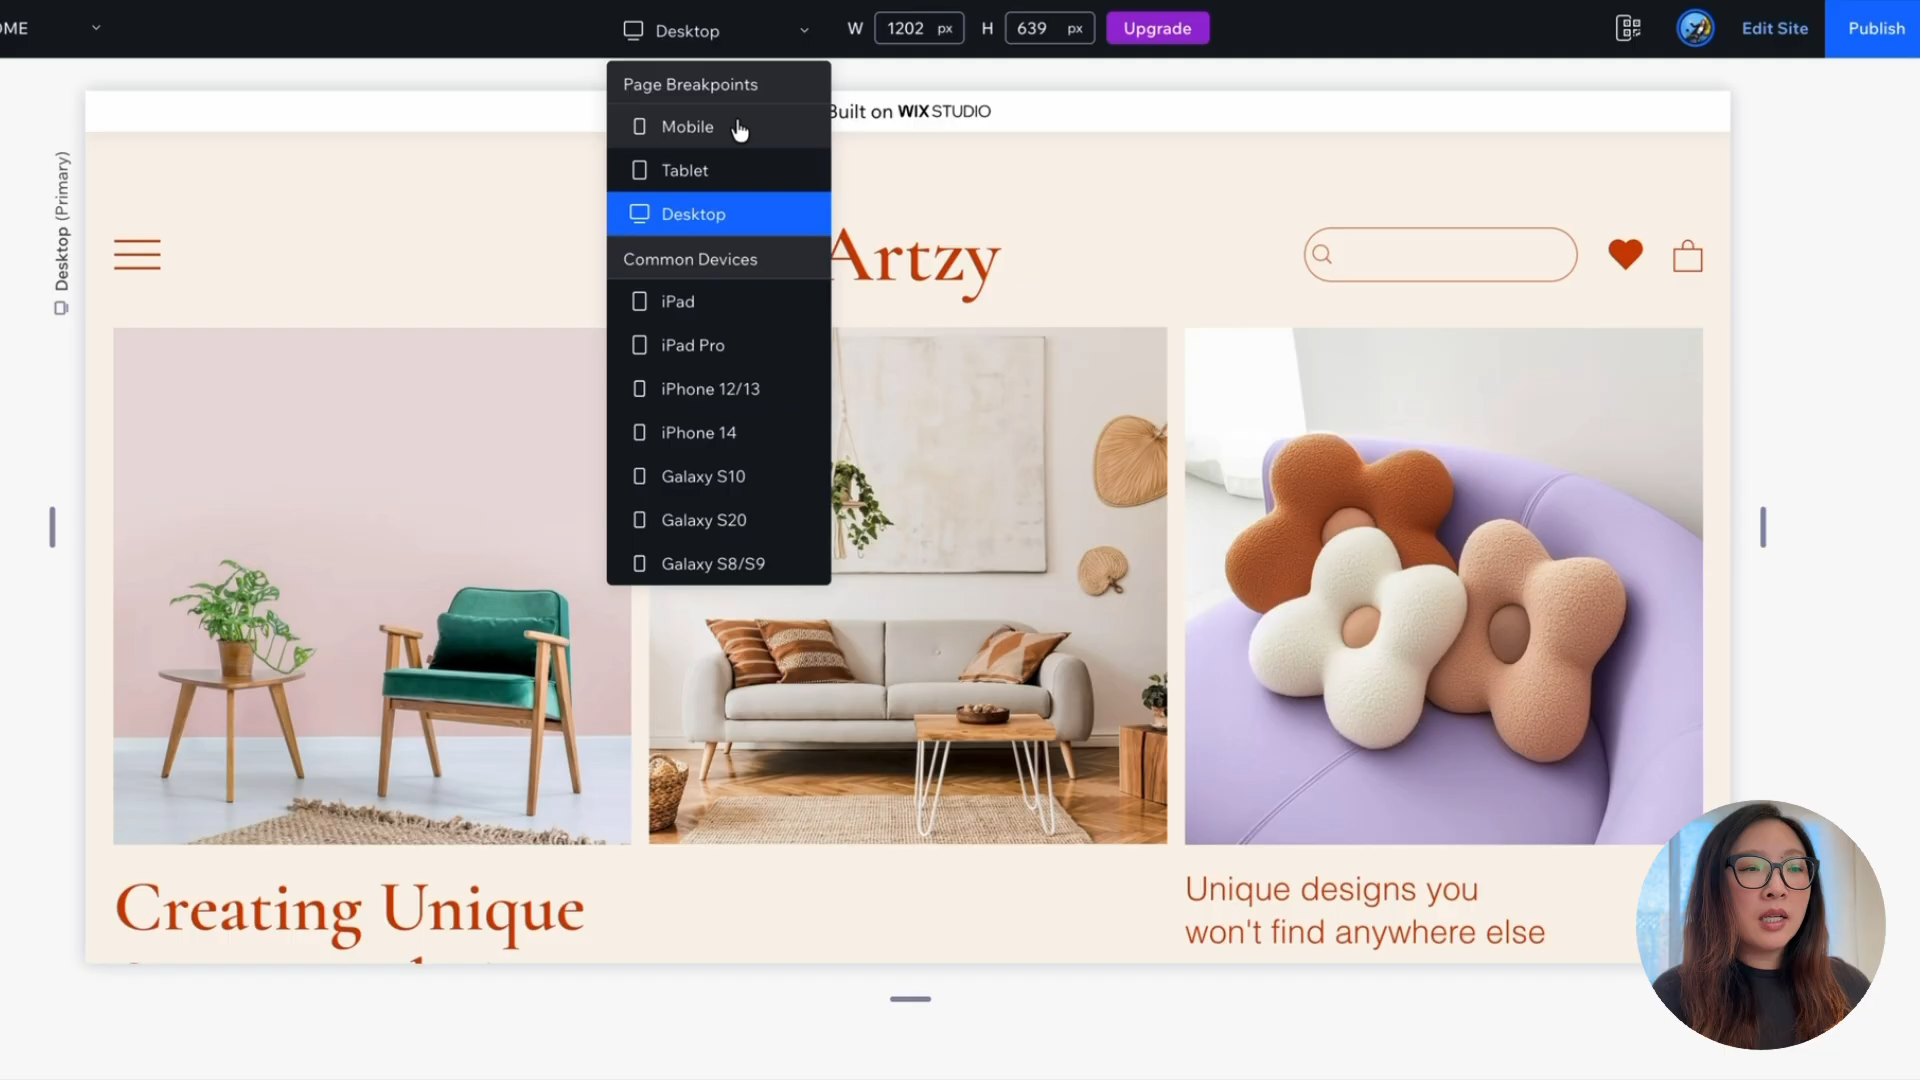 OME
Desktop
W 1202 px H 639 px
Upgrade
Edit Site
Publish
Page Breakpoints
Mobile
Tablet
Desktop
Common Devices
iPad
iPad Pro
iPhone 12/13
iPhone 14
Galaxy S10
Galaxy S20
Galaxy S8/S9
Built on WIX STUDIO
Desktop (Primary)
Artzy
Creating Unique
Unique designs you
won't find anywhere else